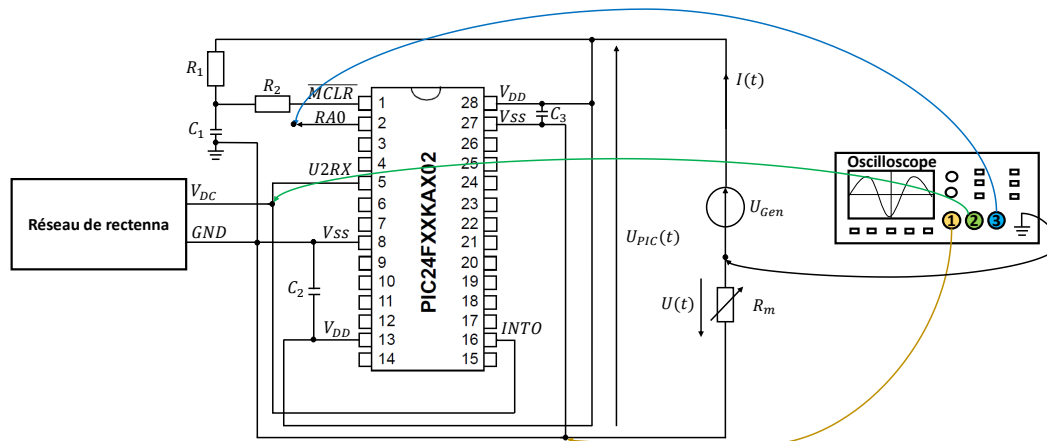 R1
R2
C1
MCLR
RA0
U2RX
VDC
GND
VSS
C2
VDD
Réseau de rectenna
1
2
3
4
5
6
7
8
9
10
11
12
13
14
PIC24FXXKAX02
28
27
26
25
24
23
22
21
20
19
18
17
16
15
VDD
VSS
C3
INTO
UPIC(t)
I(t)
UGen
U(t)
Rm
Oscilloscope
1 2 3